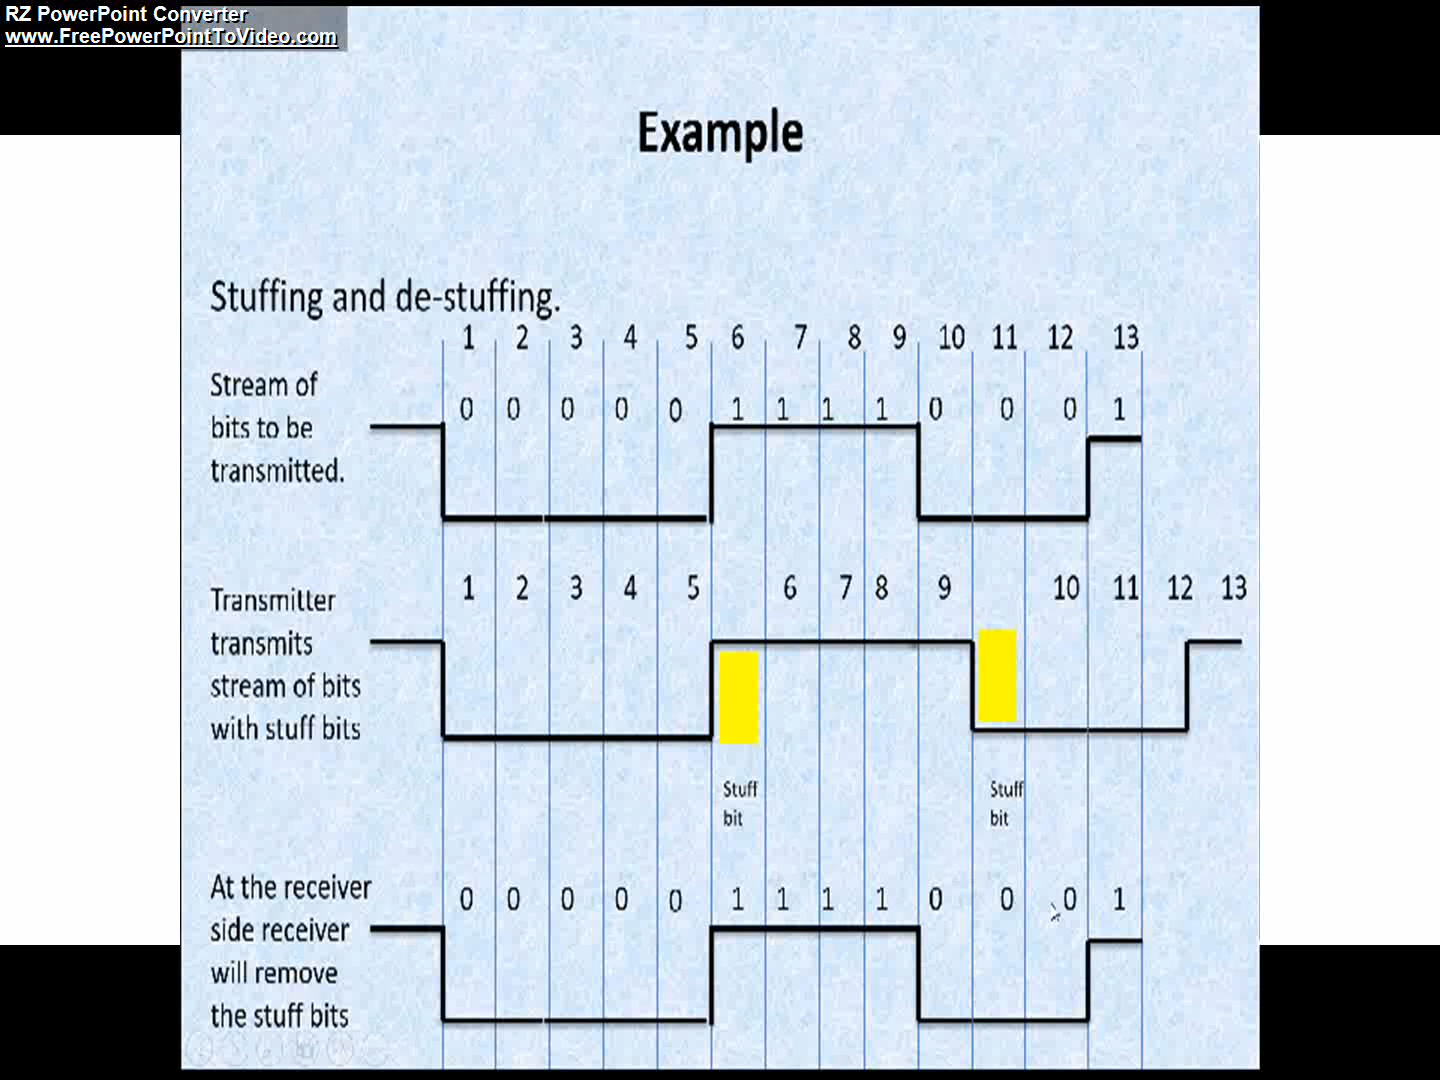 RZ PowerPoint Converter
www.FreePowerPointToVideo.com
Example
Stuffing and de-stuffing.
1 2 3 4 5 6 7 8 9 10 11 12 13
Stream of
bits to be
transmitted.
0 0 0 0 0 1 1 1 1 0 0 0 1
1 2 3 4 5 6 7 8 9 10 11 12 13
Transmitter
transmits
stream of bits
with stuff bits
Stuff
bit
Stuff
bit
At the receiver
side receiver
will remove
the stuff bits
0 0 0 0 0 1 1 1 1 0 0 0 1